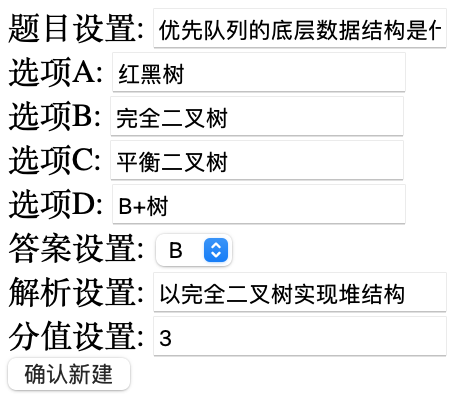 题目设置: 优先队列的底层数据结构是
选项A: 红黑树
选项B: 完全二叉树
选项C: 平衡二叉树
选项D: B+树
答案设置: B
解析设置: 以完全二叉树实现堆结构
分值设置: 3
确认新建